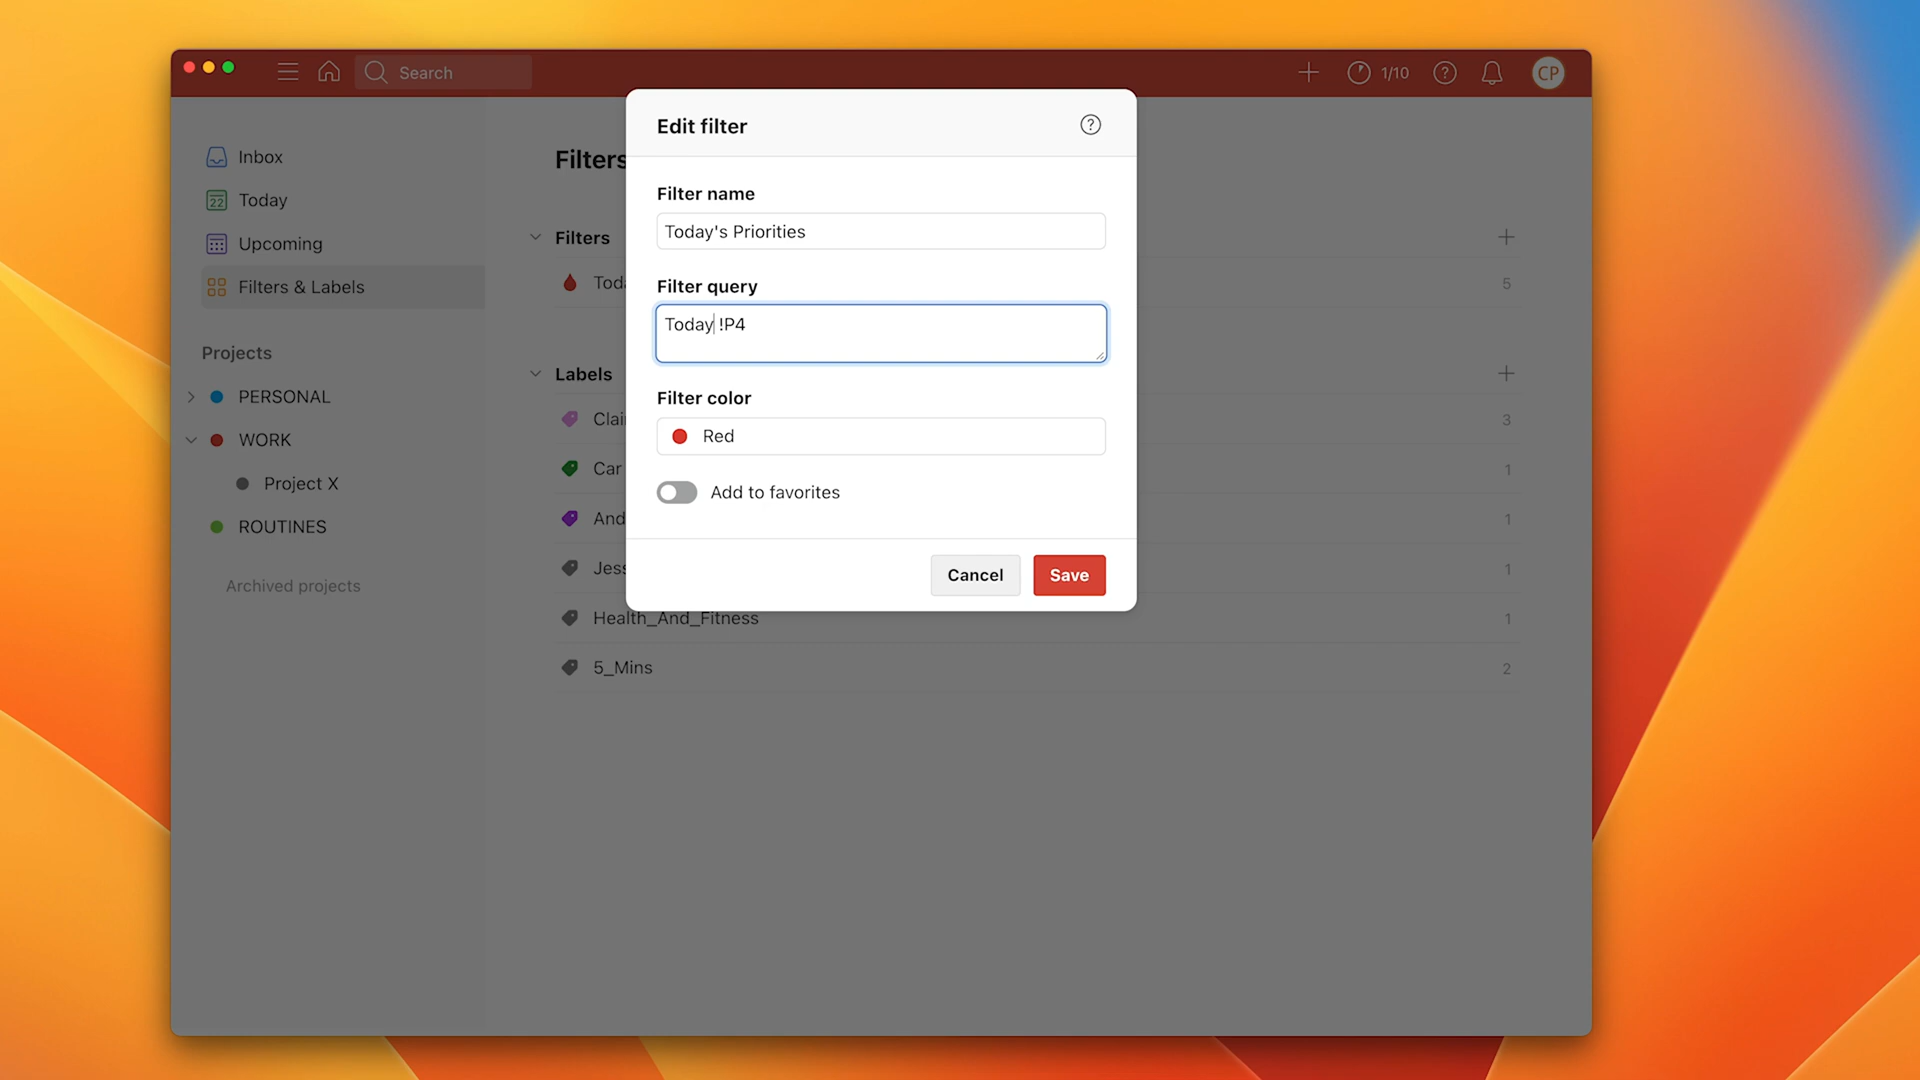 Search
1/10
?
CP
Inbox
22
Today
Upcoming
Filters & Labels
Projects
PERSONAL
WORK
Project X
ROUTINES
Archived projects
Filters
Filters
Toda
5
Labels
Clai
3
Car
1
And
1
Jess
1
Health_And_Fitness
1
5_Mins
2
Edit filter
?
Filter name
Today's Priorities
Filter query
Today !P4
Filter color
Red
Add to favorites
Cancel
Save